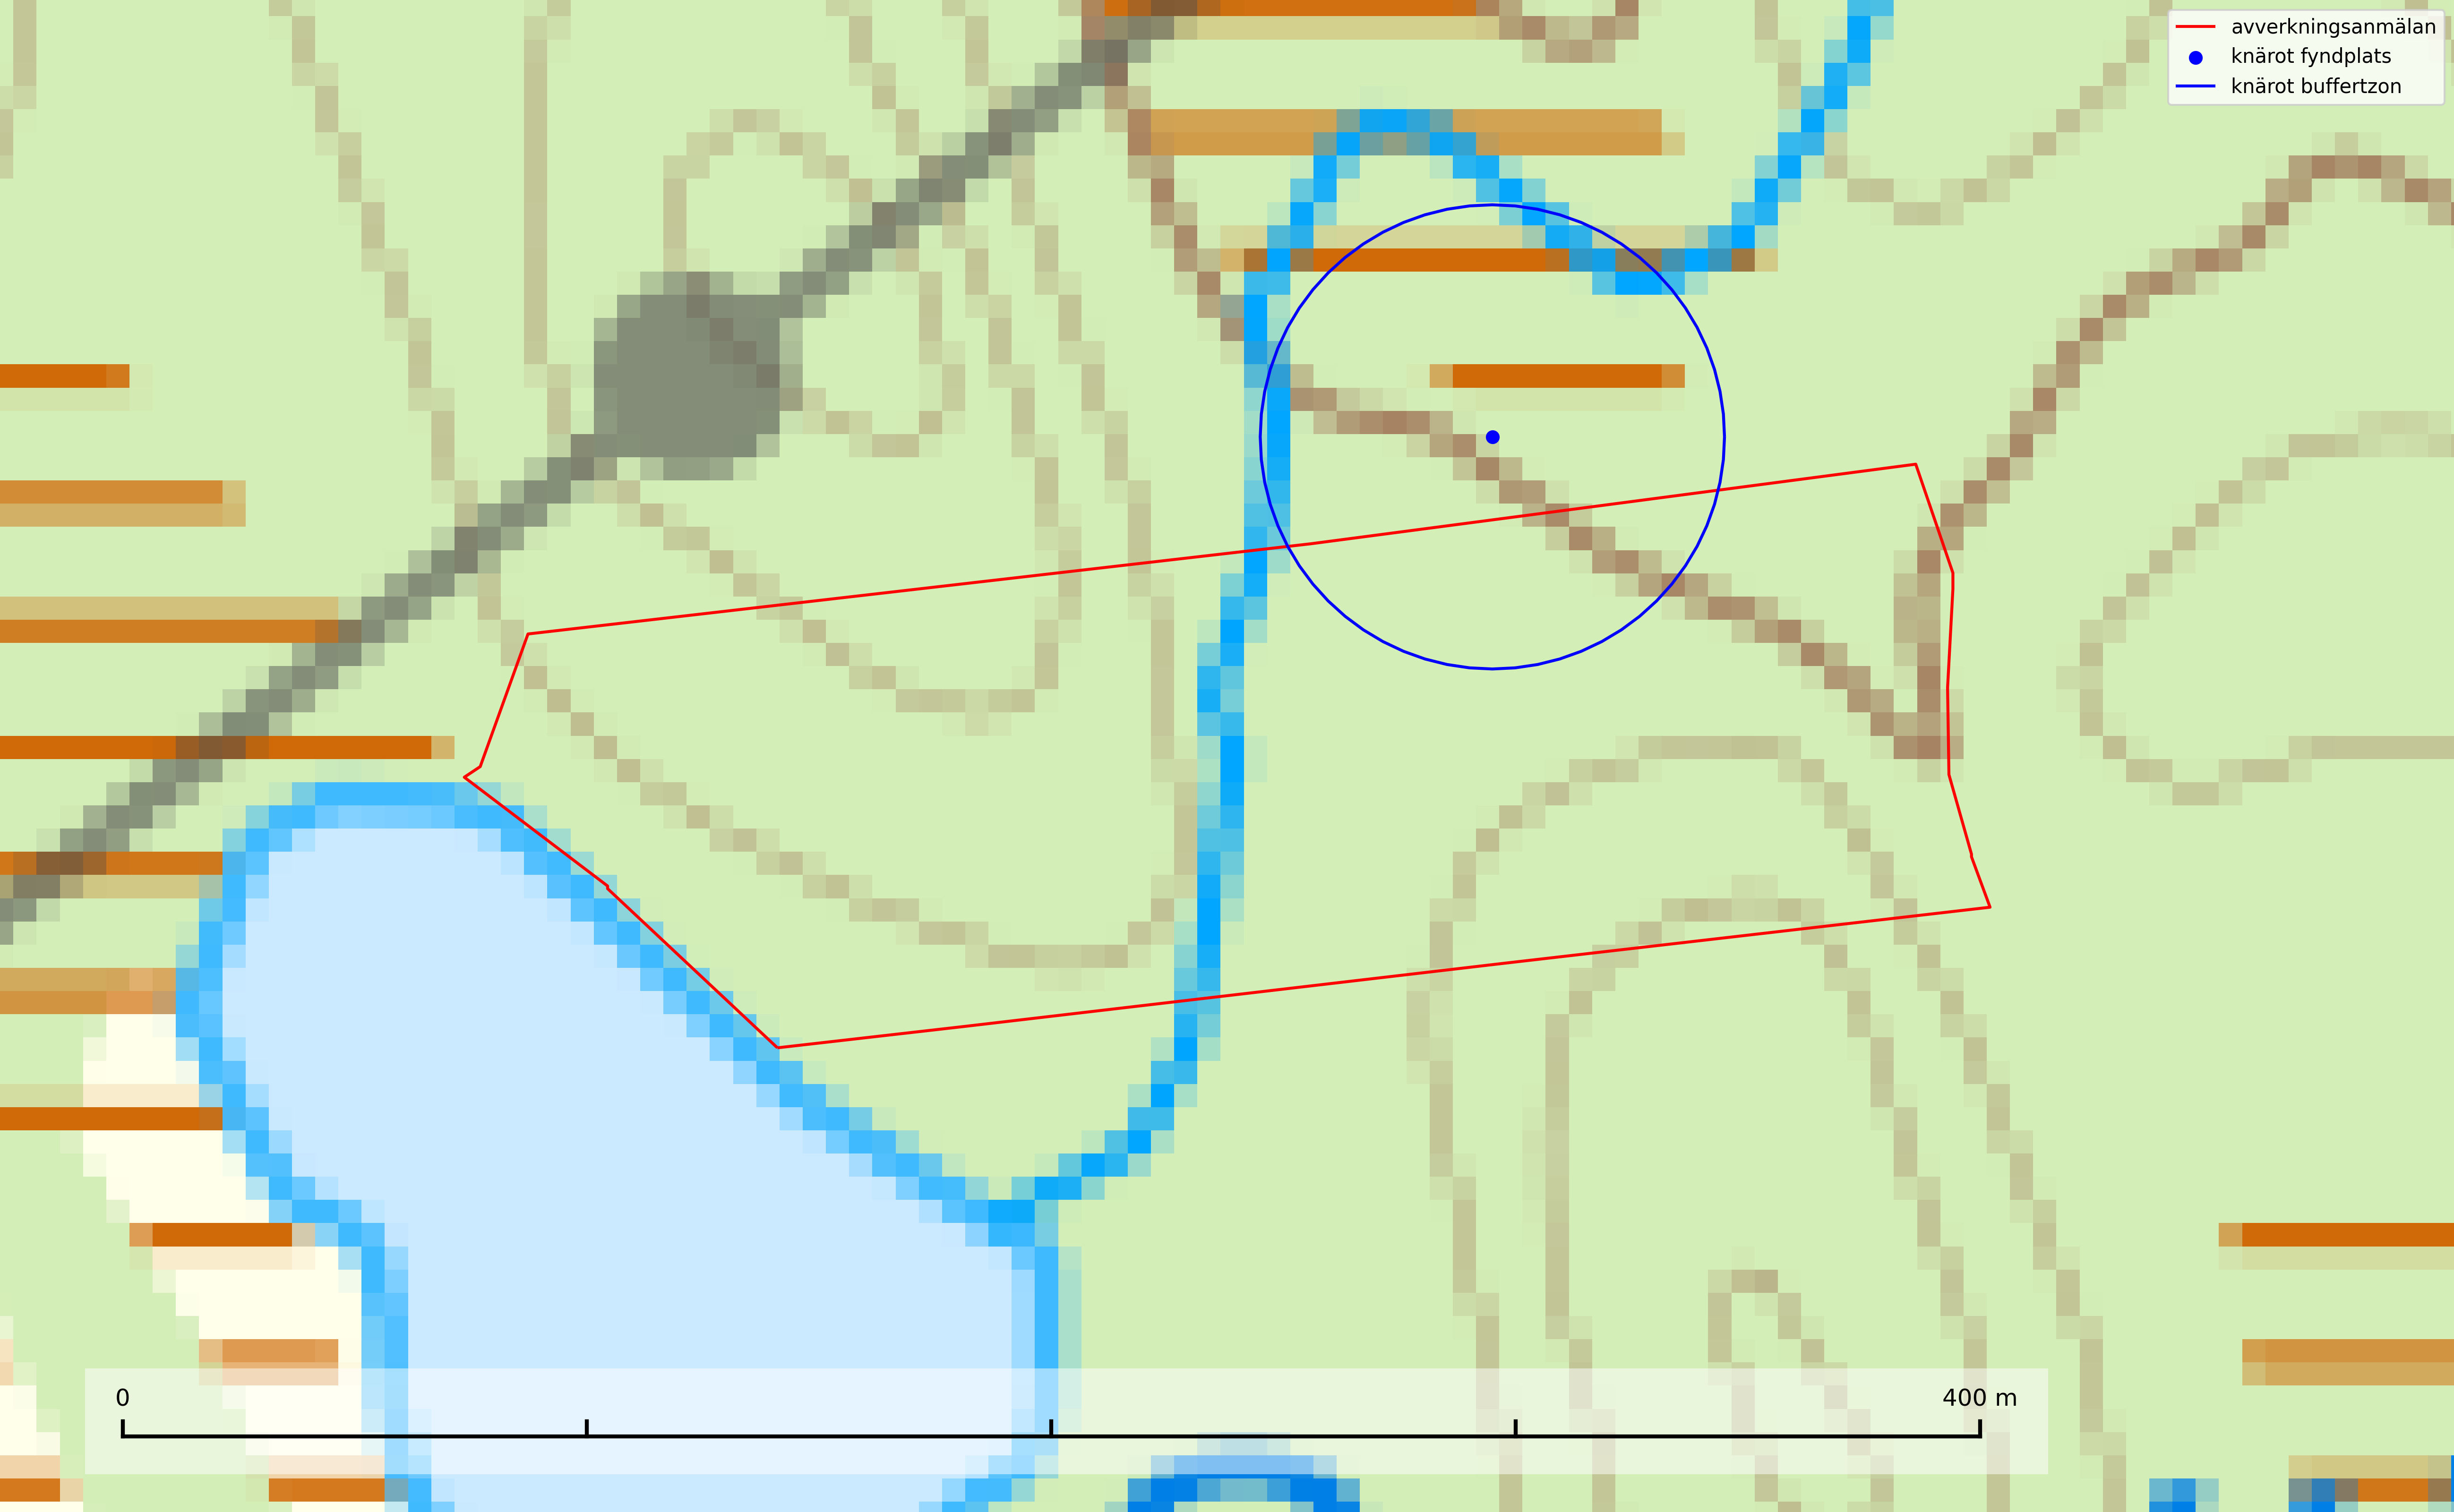 avverkningsanmälan
knärot fyndplats
knärot buffertzon
0
400 m